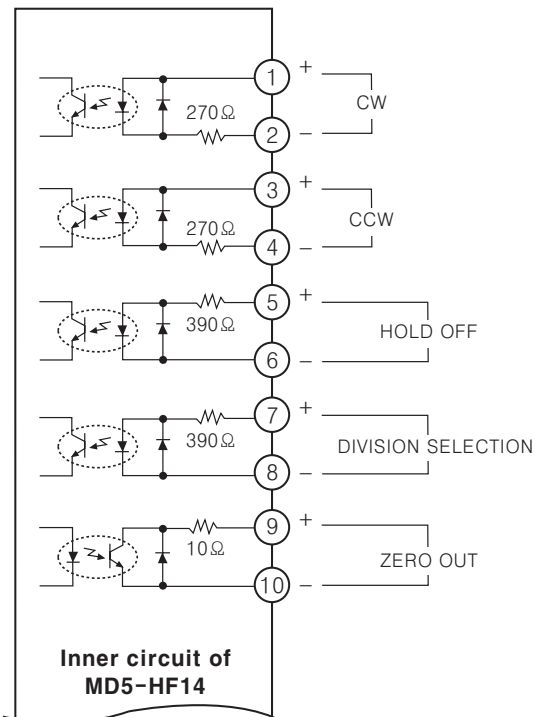 1 + CW
270Ω
2 −
3 + CCW
270Ω
4 −
5 +
390Ω HOLD OFF
6 −
7 +
390Ω DIVISION SELECTION
8 −
9 +
10Ω ZERO OUT
10 −
Inner circuit of
MD5-HF14